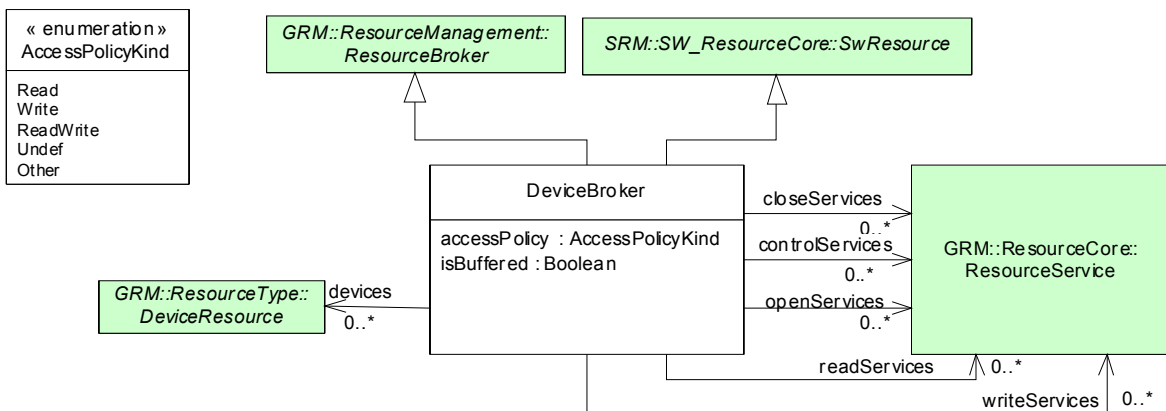 « enumeration »
AccessPolicyKind
Read
Write
ReadWrite
Undef
Other
GRM::ResourceManagement::
ResourceBroker
SRM::SW_ResourceCore::SwResource
DeviceBroker
accessPolicy : AccessPolicyKind
isBuffered : Boolean
GRM::ResourceType::
DeviceResource
devices
0..*
closeServices
0..*
controlServices
0..*
openServices
0..*
readServices
0..*
writeServices
0..*
GRM::ResourceCore::
ResourceService